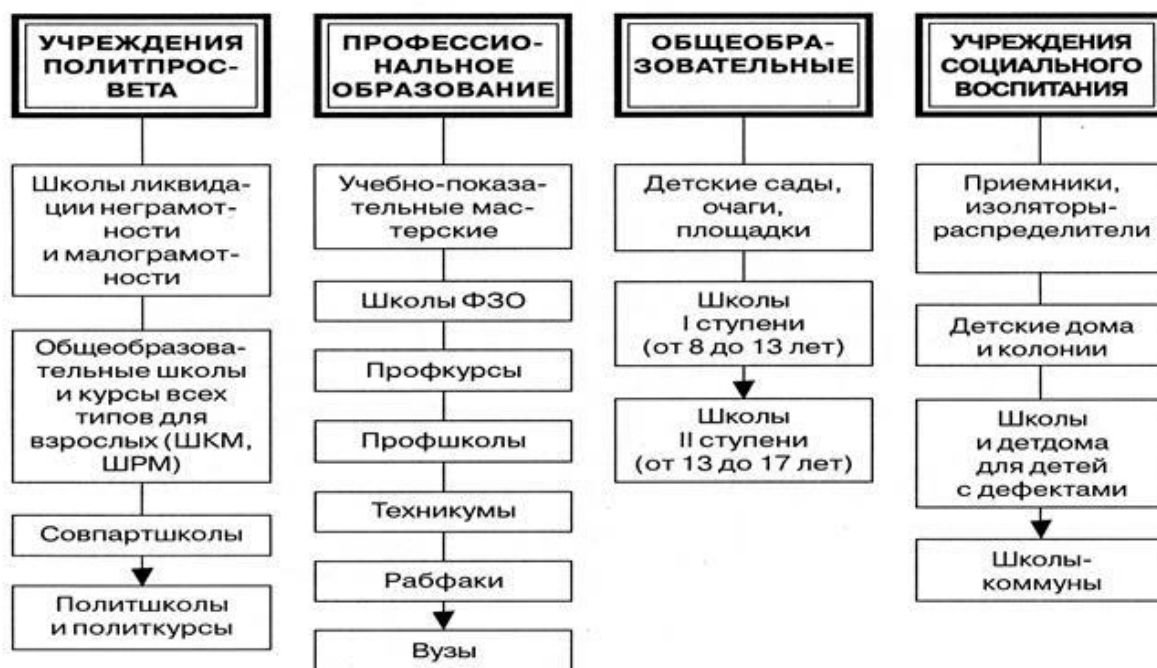 УЧРЕЖДЕНИЯ
ПОЛИТПРОС-
ВЕТА
Школы ликвида-
ции неграмот-
ности
и малограмот-
ности
Общеобразова-
тельные школы
и курсы всех
типов для
взрослых (ШКМ,
ШРМ)
Совпартшколы
Политшколы
и политкурсы
ПРОФЕССИО-
НАЛЬНОЕ
ОБРАЗОВАНИЕ
Учебно-показа-
тельные мас-
терские
Школы ФЗО
Профкурсы
Профшколы
Техникумы
Рабфаки
Вузы
ОБЩЕОБРА-
ЗОВАТЕЛЬНЫЕ
Детские сады,
очаги,
площадки
Школы
I ступени
(от 8 до 13 лет)
Школы
II ступени
(от 13 до 17 лет)
УЧРЕЖДЕНИЯ
СОЦИАЛЬНОГО
ВОСПИТАНИЯ
Приемники,
изоляторы-
распределители
Детские дома
и колонии
Школы
и детдома
для детей
с дефектами
Школы-
коммуны